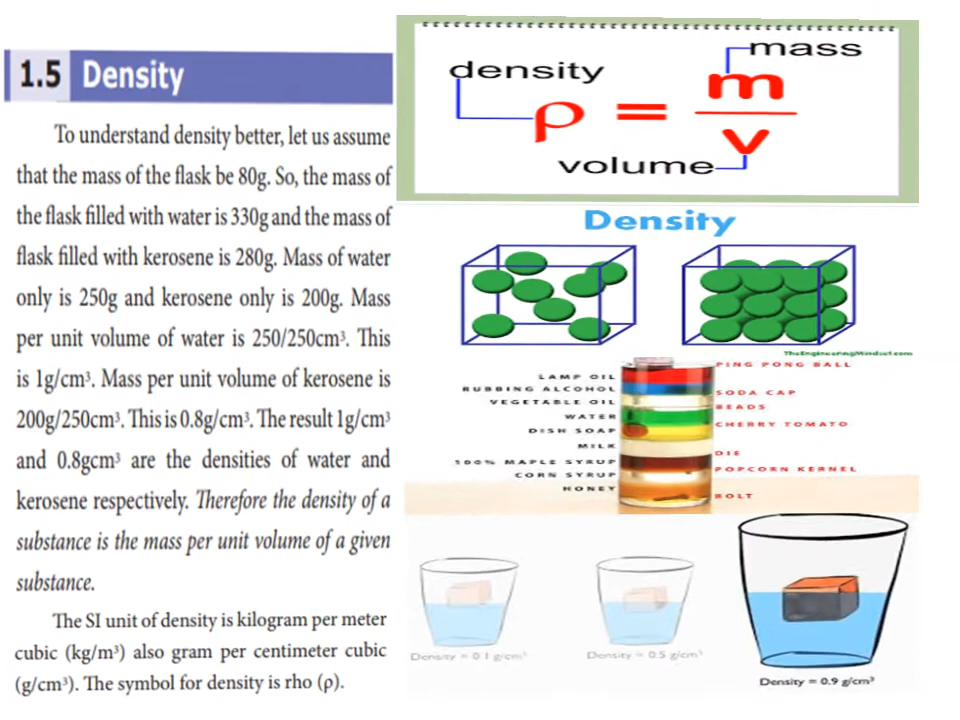 1.5 Density
To understand density better, let us assume
that the mass of the flask be 80g. So, the mass of
the flask filled with water is 330g and the mass of
flask filled with kerosene is 280g. Mass of water
only is 250g and kerosene only is 200g. Mass
per unit volume of water is 250/250cm³. This
is 1g/cm³. Mass per unit volume of kerosene is
200g/250cm³. This is 0.8g/cm³. The result 1g/cm³
and 0.8gcm³ are the densities of water and
kerosene respectively. Therefore the density of a
substance is the mass per unit volume of a given
substance.
The SI unit of density is kilogram per meter
cubic (kg/m³) also gram per centimeter cubic
(g/cm³). The symbol for density is rho (ρ).
mass
density
ρ = m
v
volume
Density
TheEngineeringMindset.com
LAMP OIL
RUBBING ALCOHOL
VEGETABLE OIL
WATER
DISH SOAP
MILK
100% MAPLE SYRUP
CORN SYRUP
HONEY
PING PONG BALL
SODA CAP
BEADS
CHERRY TOMATO
DIE
POPCORN KERNEL
BOLT
Density = 0.1 g/cm³
Density = 0.5 g/cm³
Density = 0.9 g/cm³